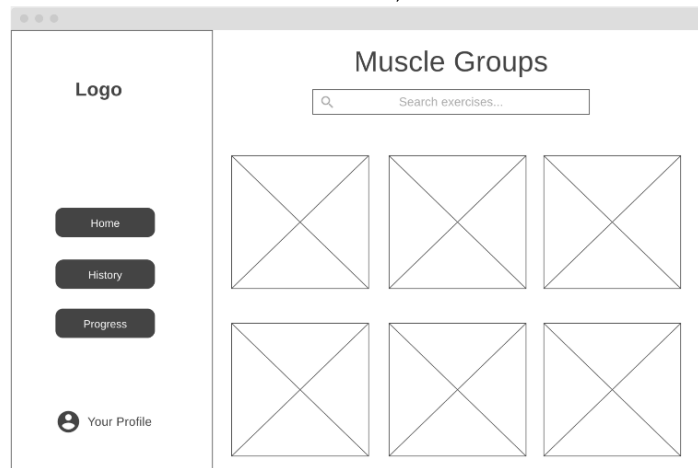 Muscle Groups
Search exercises...
Logo
Home
History
Progress
Your Profile